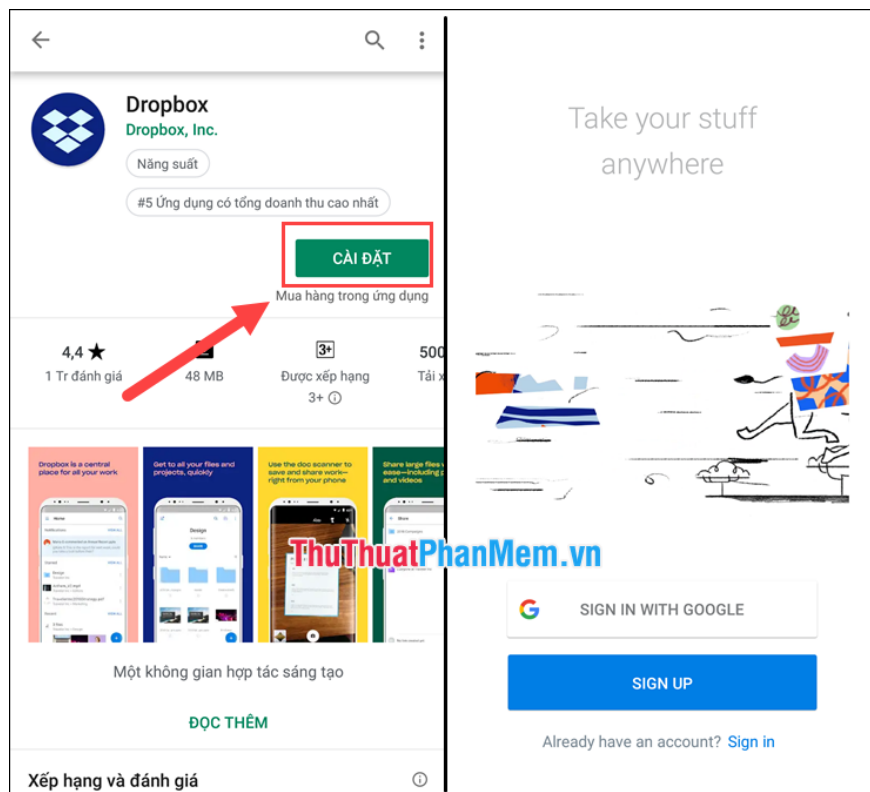 Dropbox
Dropbox, Inc.
Năng suất
#5 Ứng dụng có tổng doanh thu cao nhất
CÀI ĐẶT
Mua hàng trong ứng dụng
4,4 ★
1 Tr đánh giá
48 MB
3+
Được xếp hạng
3+
500
Tải x
Dropbox is a central
place for all your work
Get to all your files and
projects, quickly
Use the doc scanner to
save and share work—
right from your phone
Share large files w
ease—including p
and videos
Home
Design
Share
ThuThuatPhanMem.vn
Một không gian hợp tác sáng tạo
ĐỌC THÊM
Xếp hạng và đánh giá
Take your stuff
anywhere
SIGN IN WITH GOOGLE
SIGN UP
Already have an account? Sign in